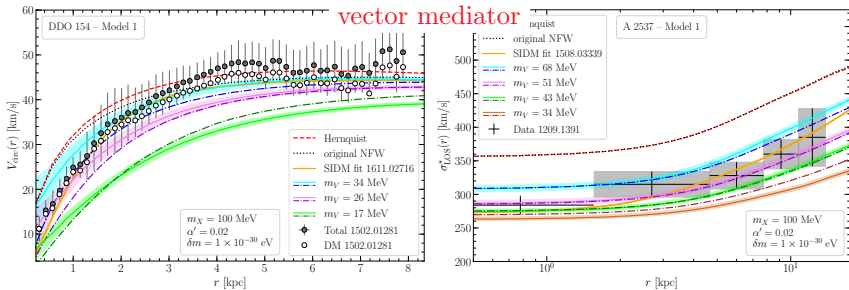 vector mediator
DDO 154 – Model 1
60
50
40
30
20
10
V_circ(r) [km/s]
0
1
2
3
4
5
6
7
8
r [kpc]
m_X = 100 MeV
α′ = 0.02
δm = 1 × 10⁻³⁰ eV
Hernquist
original NFW
SIDM fit 1611.02716
m_V = 34 MeV
m_V = 26 MeV
m_V = 17 MeV
Total 1502.01281
DM 1502.01281
A 2537 – Model 1
rnquist
original NFW
SIDM fit 1508.03339
m_V = 68 MeV
m_V = 51 MeV
m_V = 43 MeV
m_V = 34 MeV
Data 1209.1391
500
450
400
350
300
250
200
σ*_LOS(r) [km/s]
10⁰
10¹
r [kpc]
m_X = 100 MeV
α′ = 0.02
δm = 1 × 10⁻³⁰ eV